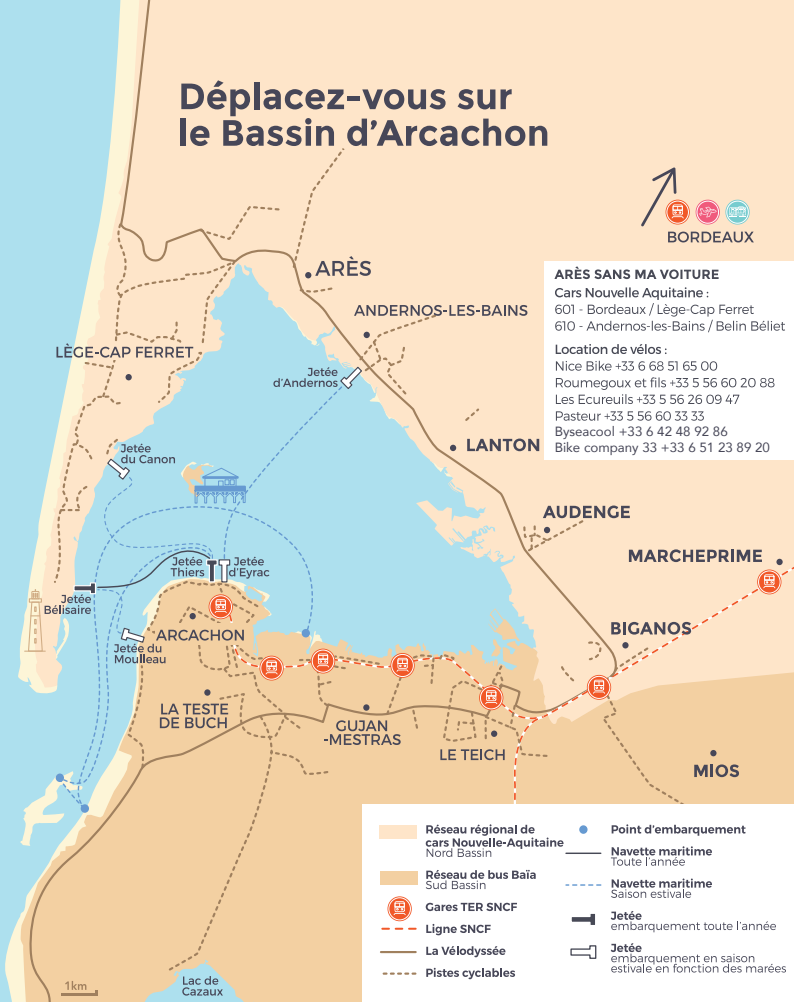 Déplacez-vous sur
le Bassin d'Arcachon
BORDEAUX
ARÈS SANS MA VOITURE
Cars Nouvelle Aquitaine :
601 - Bordeaux / Lège-Cap Ferret
610 - Andernos-les-Bains / Belin Béliet
Location de vélos :
Nice Bike +33 6 68 51 65 00
Roumegoux et fils +33 5 56 60 20 88
Les Ecureuils +33 5 56 26 09 47
Pasteur +33 5 56 60 33 33
Byseacool +33 6 42 48 92 86
Bike company 33 +33 6 51 23 89 20
ARÈS
ANDERNOS-LES-BAINS
LÈGE-CAP FERRET
Jetée
d'Andernos
Jetée
du Canon
LANTON
AUDENGE
MARCHEPRIME
Jetée
Thiers
Jetée
d'Eyrac
Jetée
Bélisaire
ARCACHON
Jetée du
Moulleau
BIGANOS
LA TESTE
DE BUCH
GUJAN
-MESTRAS
LE TEICH
MIOS
Réseau régional de
cars Nouvelle-Aquitaine
Nord Bassin
Réseau de bus Baïa
Sud Bassin
Gares TER SNCF
Ligne SNCF
La Vélodyssée
Pistes cyclables
Point d'embarquement
Navette maritime
Toute l'année
Navette maritime
Saison estivale
Jetée
embarquement toute l'année
Jetée
embarquement en saison
estivale en fonction des marées
1km
Lac de
Cazaux